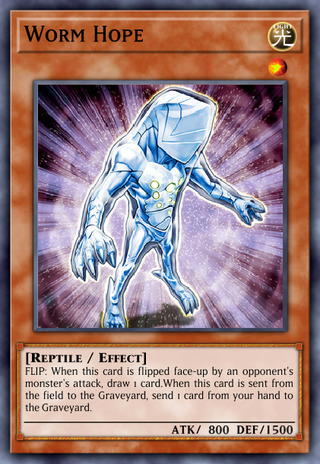 Worm Hope
LIGHT
光
[Reptile / Effect]
FLIP: When this card is flipped face-up by an opponent's
monster's attack, draw 1 card.When this card is sent from
the field to the Graveyard, send 1 card from your hand to
the Graveyard.
ATK/ 800 DEF/1500